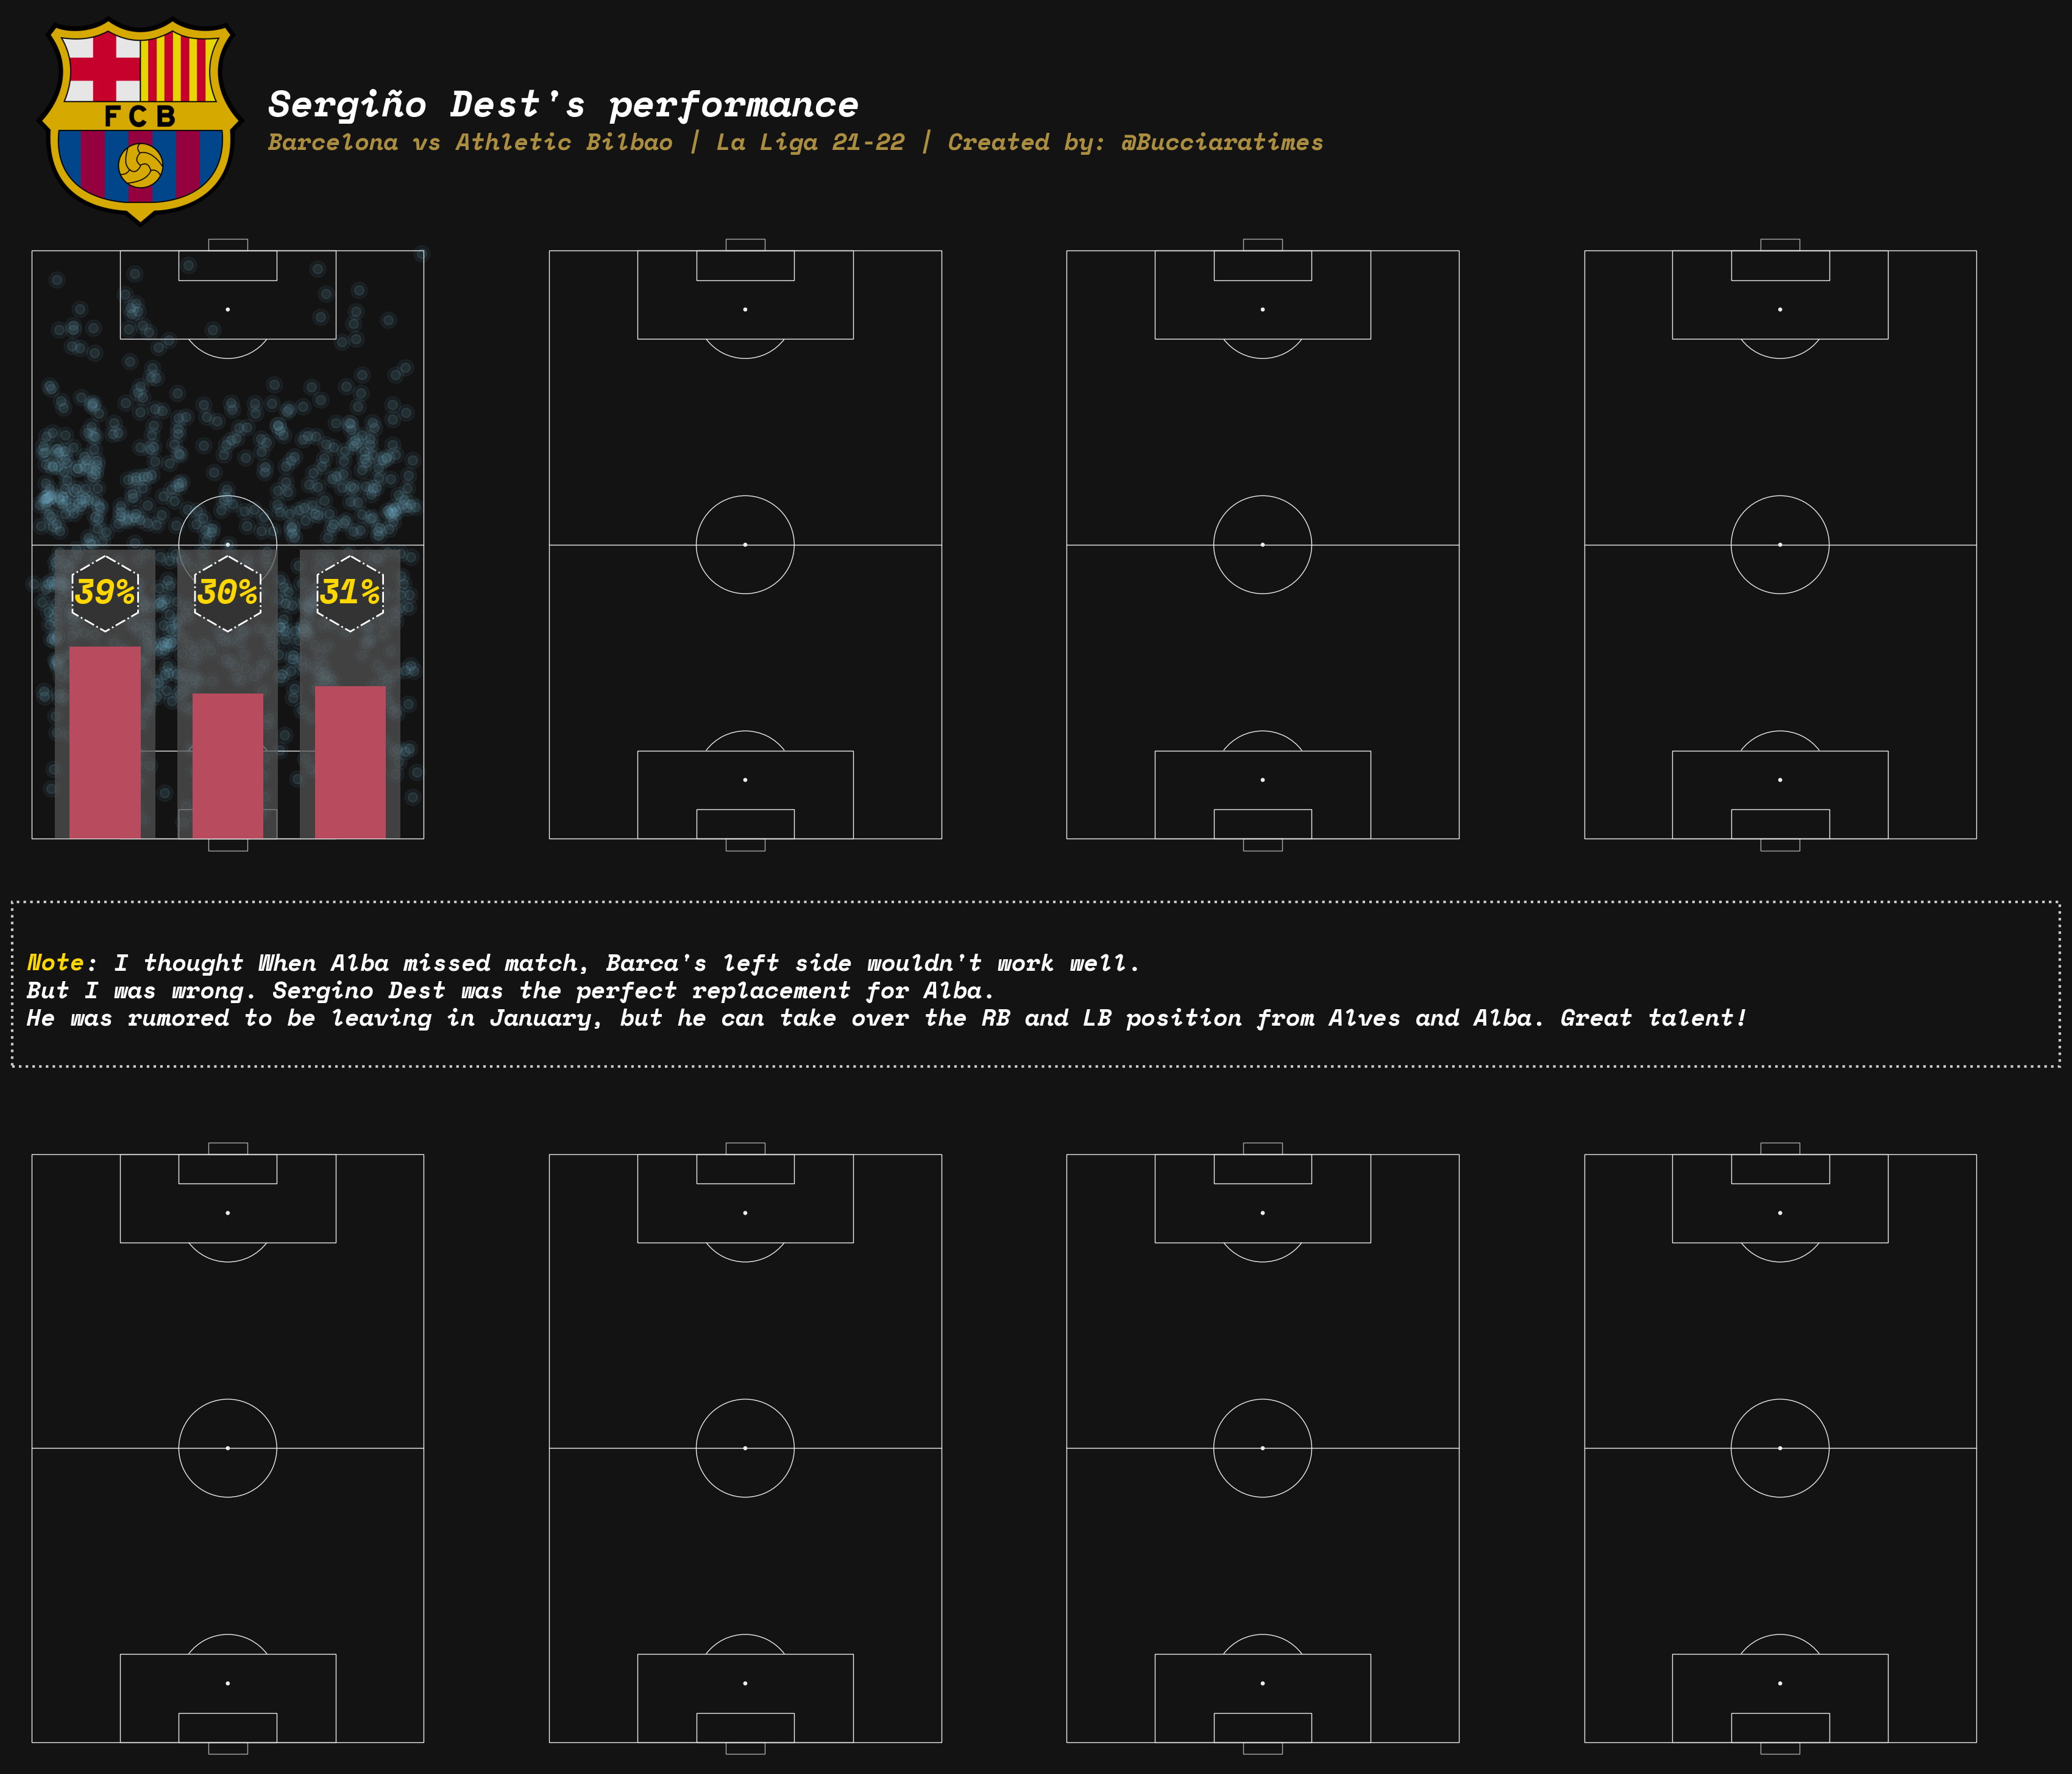 FCB
Sergiño Dest's performance
Barcelona vs Athletic Bilbao | La Liga 21-22 | Created by: @Bucciaratimes
39% 30% 31%
Note: I thought When Alba missed match, Barca's left side wouldn't work well.
But I was wrong. Sergino Dest was the perfect replacement for Alba.
He was rumored to be leaving in January, but he can take over the RB and LB position from Alves and Alba. Great talent!